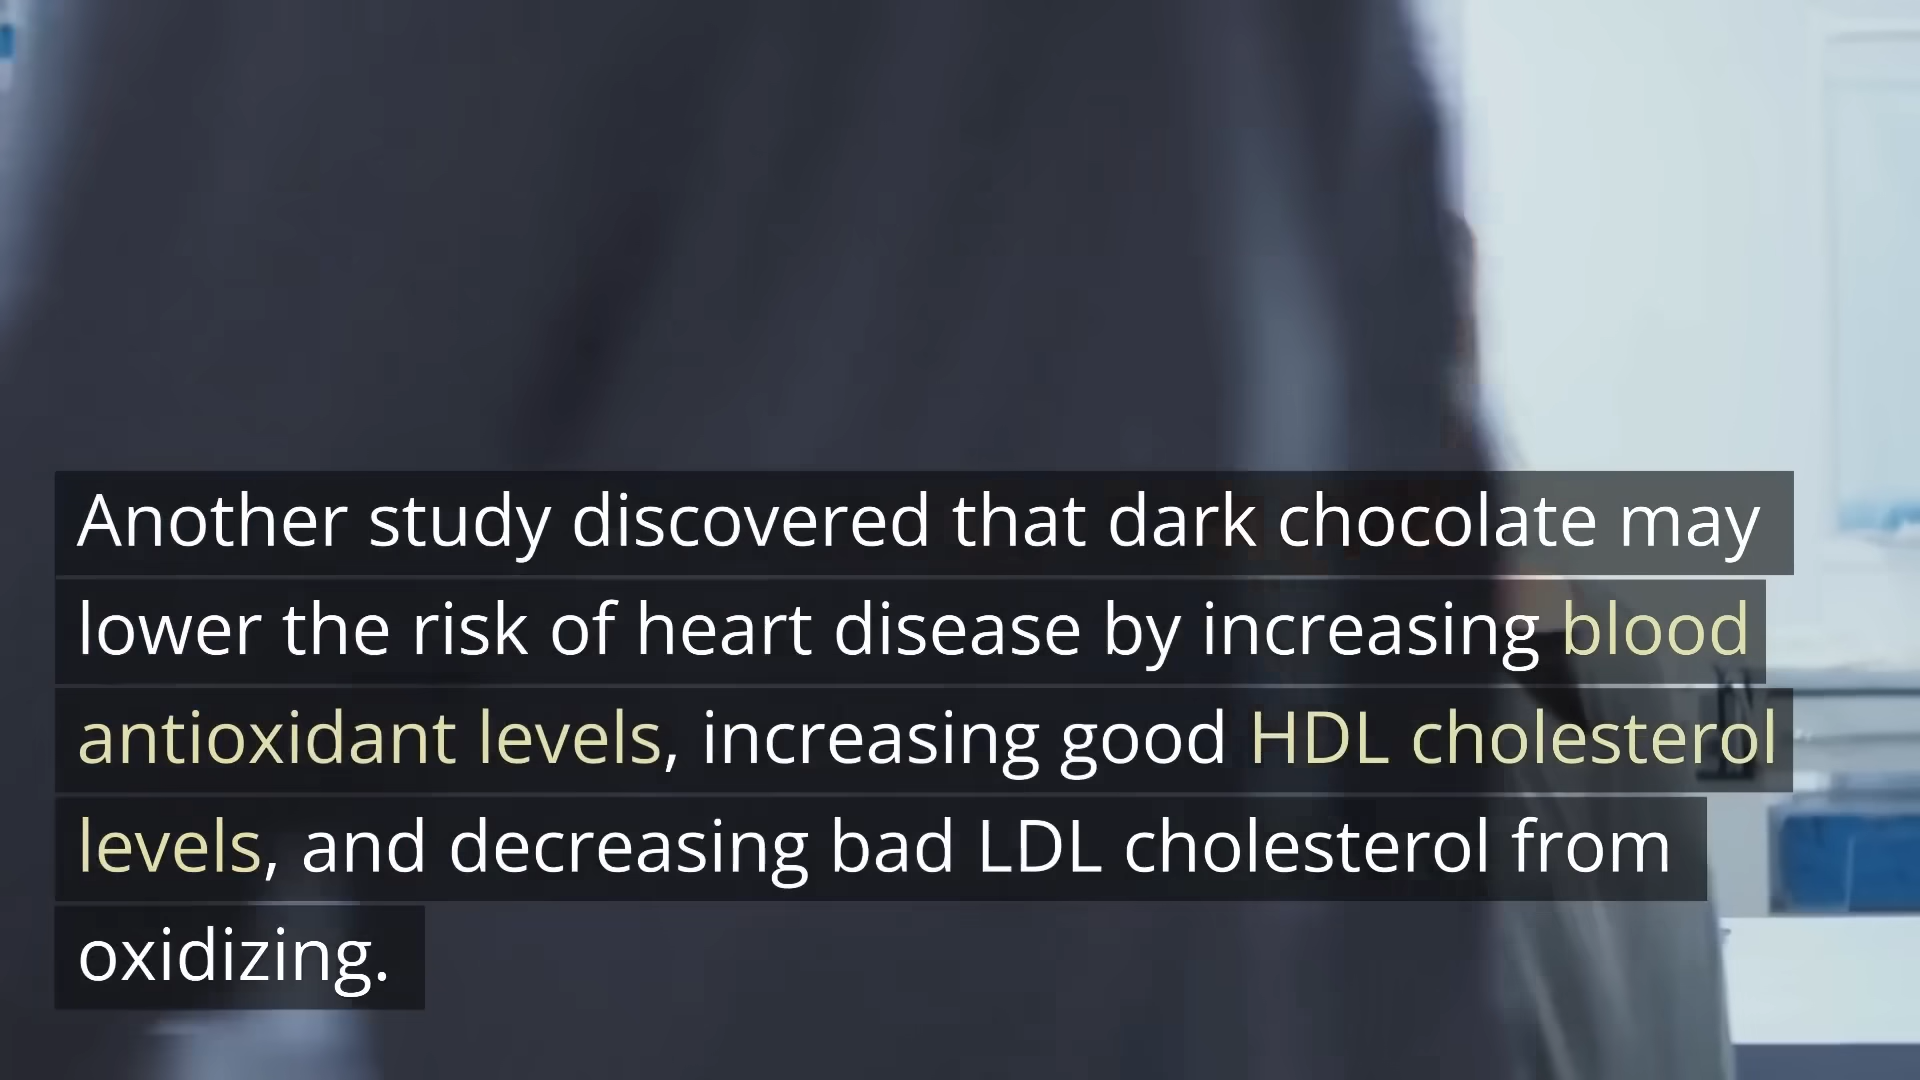 Another study discovered that dark chocolate may
lower the risk of heart disease by increasing blood
antioxidant levels, increasing good HDL cholesterol
levels, and decreasing bad LDL cholesterol from
oxidizing.